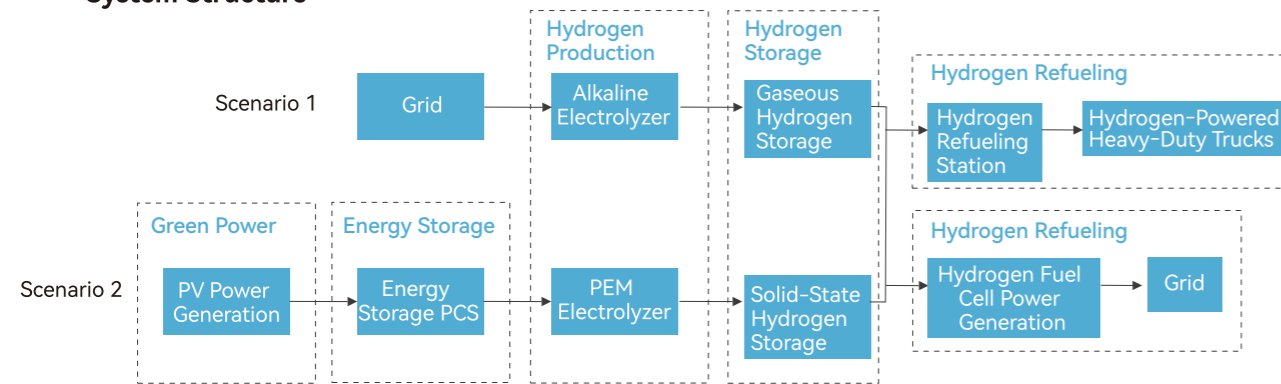 System Structure
Hydrogen
Production
Hydrogen
Storage
Hydrogen Refueling
Scenario 1
Grid
Alkaline
Electrolyzer
Gaseous
Hydrogen
Storage
Hydrogen
Refueling
Station
Hydrogen-Powered
Heavy-Duty Trucks
Green Power
Energy Storage
Hydrogen Refueling
Scenario 2
PV Power
Generation
Energy
Storage PCS
PEM
Electrolyzer
Solid-State
Hydrogen
Storage
Hydrogen Fuel
Cell Power
Generation
Grid